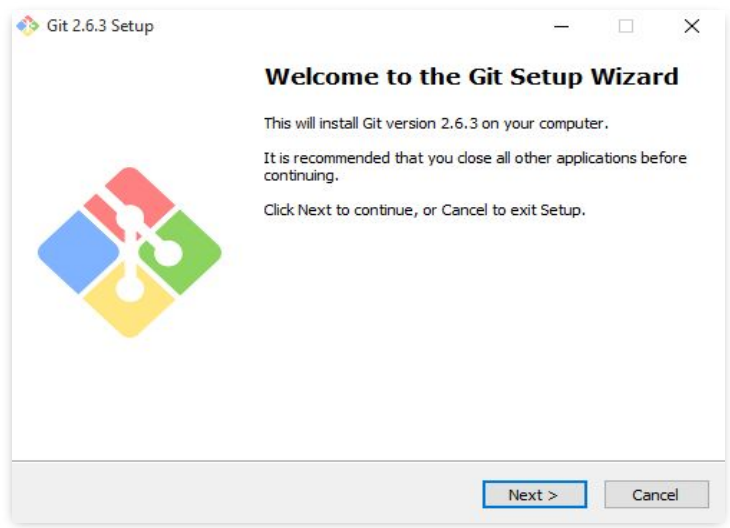 Git 2.6.3 Setup
Welcome to the Git Setup Wizard
This will install Git version 2.6.3 on your computer.
It is recommended that you close all other applications before
continuing.
Click Next to continue, or Cancel to exit Setup.
Next >
Cancel